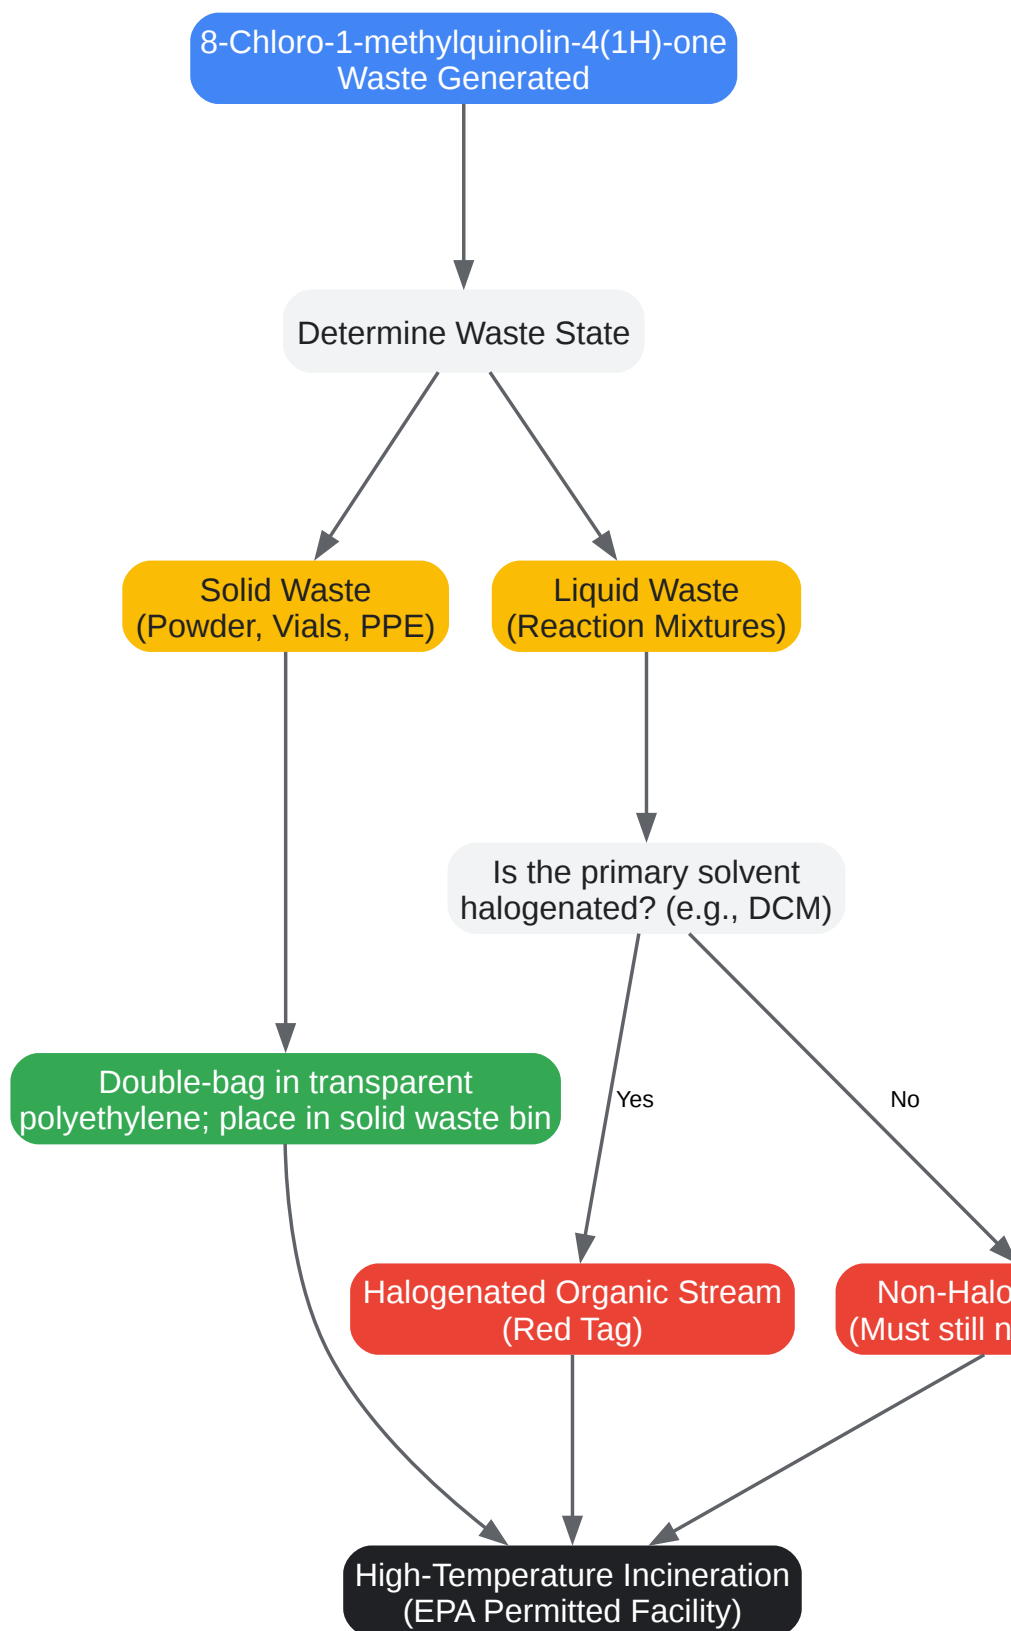 8-Chloro-1-methylquinolin-4(1H)-one
Waste Generated
Determine Waste State
Solid Waste
(Powder, Vials, PPE)
Liquid Waste
(Reaction Mixtures)
Is the primary solvent
halogenated? (e.g., DCM)
Double-bag in transparent
polyethylene; place in solid waste bin
Yes
No
Halogenated Organic Stream
(Red Tag)
Non-Halo
(Must still n
High-Temperature Incineration
(EPA Permitted Facility)